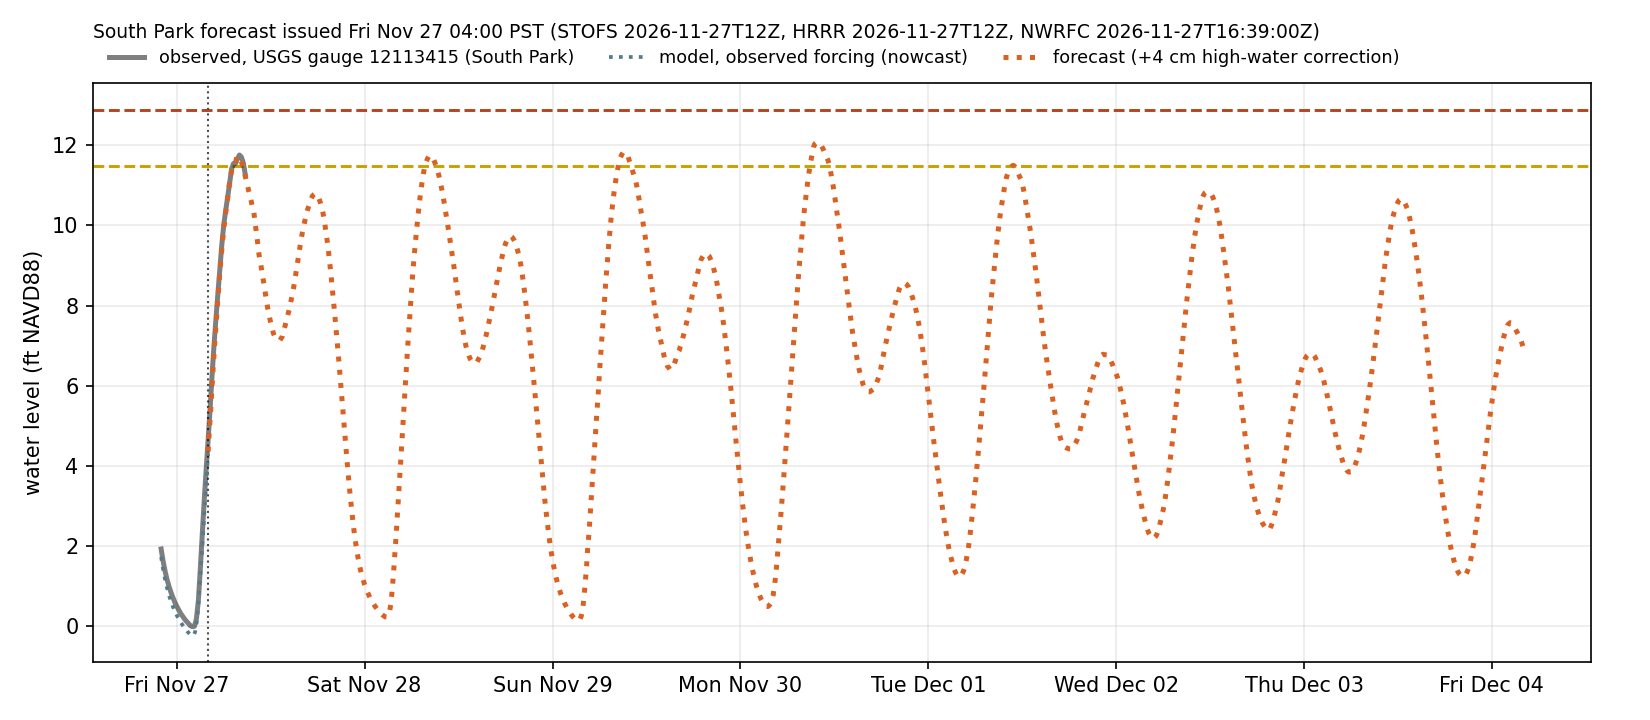 South Park forecast issued Fri Nov 27 04:00 PST (STOFS 2026-11-27T12Z, HRRR 2026-11-27T12Z, NWRFC 2026-11-27T16:39:00Z)
observed, USGS gauge 12113415 (South Park)
model, observed forcing (nowcast)
forecast (+4 cm high-water correction)
water level (ft NAVD88)
12
10
8
6
4
2
0
Fri Nov 27
Sat Nov 28
Sun Nov 29
Mon Nov 30
Tue Dec 01
Wed Dec 02
Thu Dec 03
Fri Dec 04